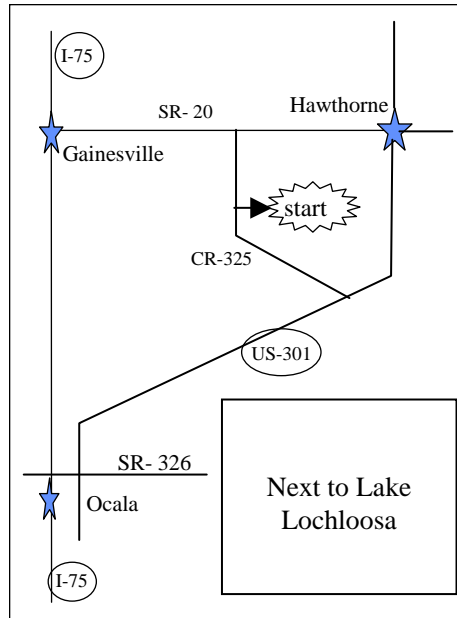 I-75
Hawthorne
SR- 20
Gainesville
start
CR-325
US-301
SR- 326
Next to Lake
Lochloosa
Ocala
I-75